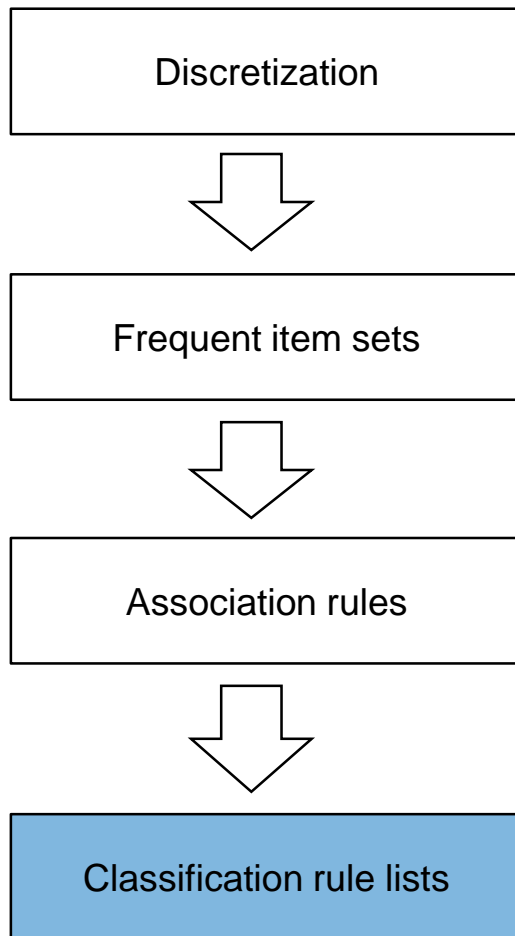 Discretization
Frequent item sets
Association rules
Classification rule lists